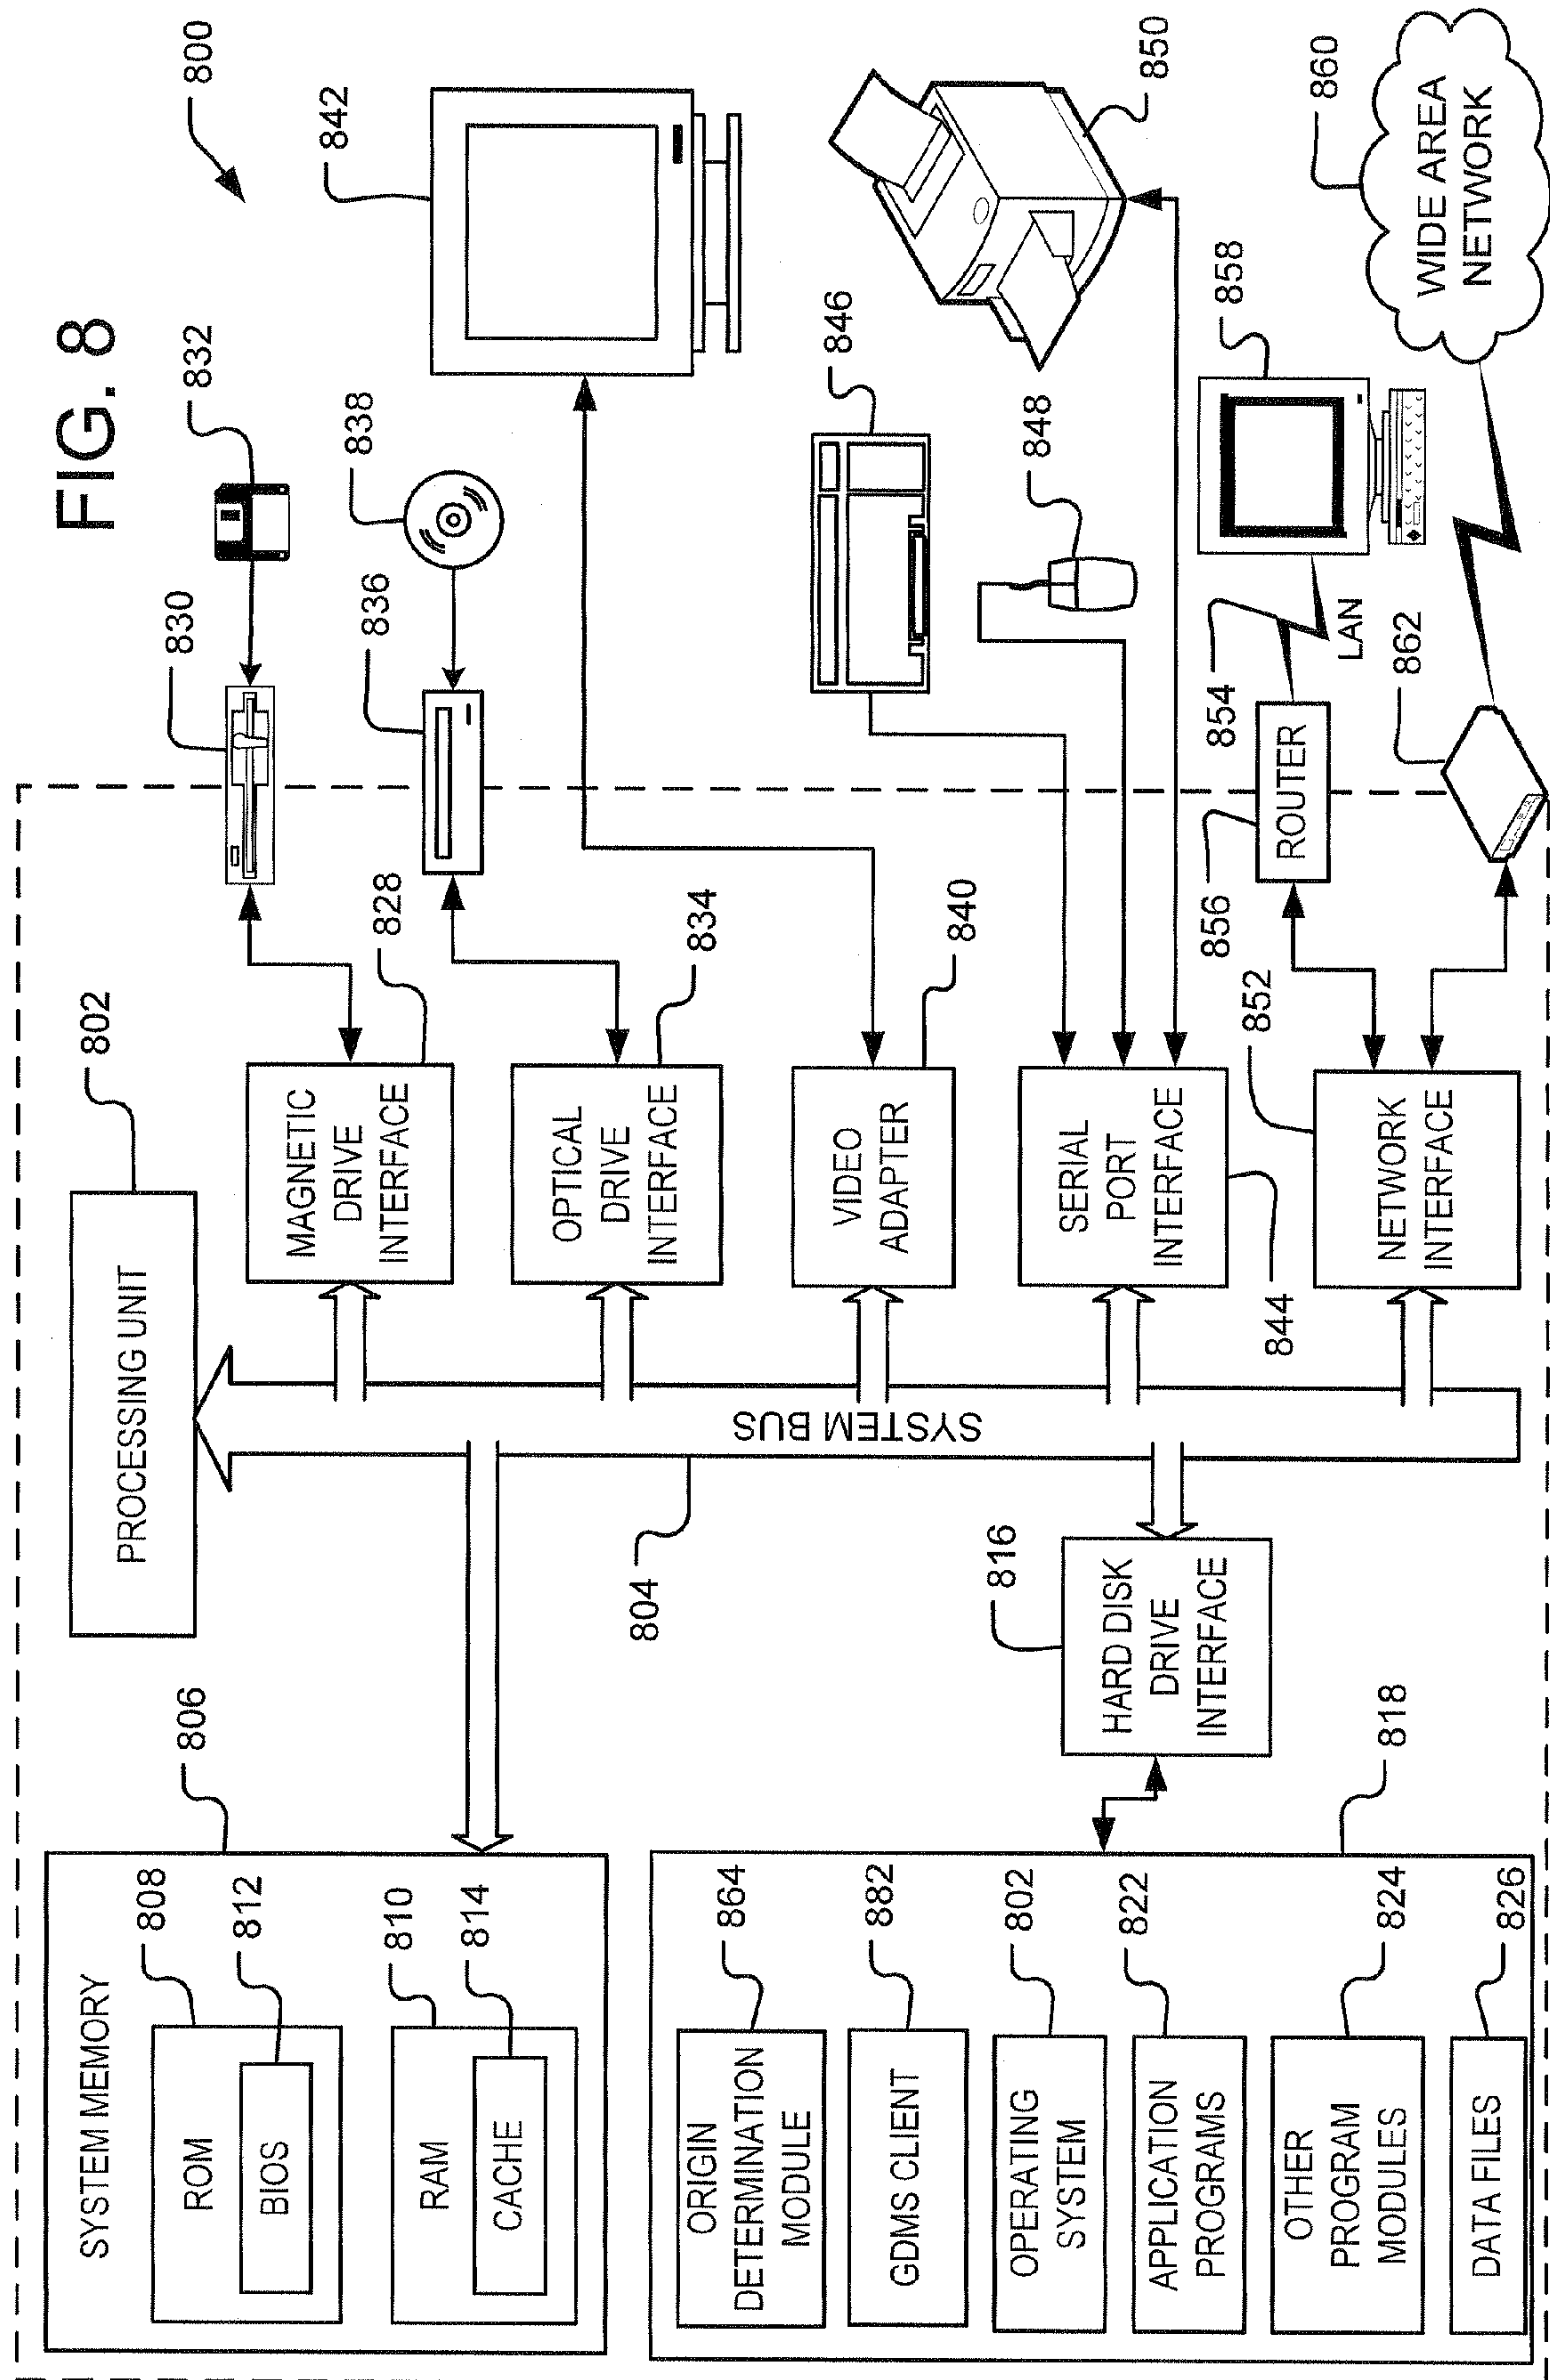 FIG. 8
800
SYSTEM MEMORY
806
ROM
808
BIOS
812
RAM
810
CACHE
814
PROCESSING UNIT
802
SYSTEM BUS
804
MAGNETIC
DRIVE
INTERFACE
828
830
832
OPTICAL
DRIVE
INTERFACE
834
836
838
VIDEO
ADAPTER
840
842
SERIAL
PORT
INTERFACE
844
846
848
850
NETWORK
INTERFACE
852
ROUTER
856
854
LAN
858
862
WIDE AREA
NETWORK
860
HARD DISK
DRIVE
INTERFACE
816
818
ORIGIN
DETERMINATION
MODULE
864
GDMS CLIENT
882
OPERATING
SYSTEM
802
APPLICATION
PROGRAMS
822
OTHER
PROGRAM
MODULES
824
DATA FILES
826